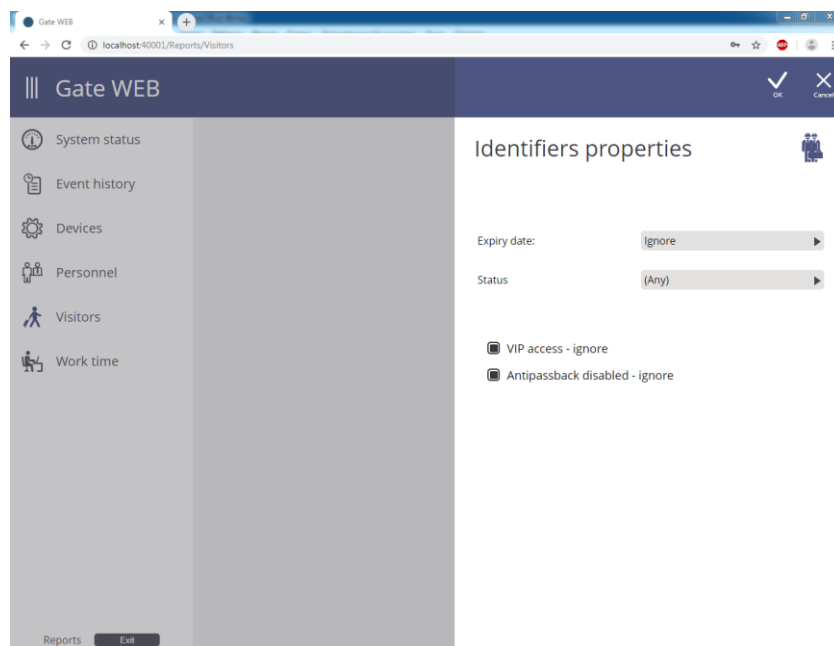 Gate WEB
localhost:40001/Reports/Visitors
ABP
Gate WEB
OK
Cancel
System status
Event history
Devices
Personnel
Visitors
Work time
Reports
Exit
Identifiers properties
Expiry date:
Ignore
Status
(Any)
VIP access - ignore
Antipassback disabled - ignore